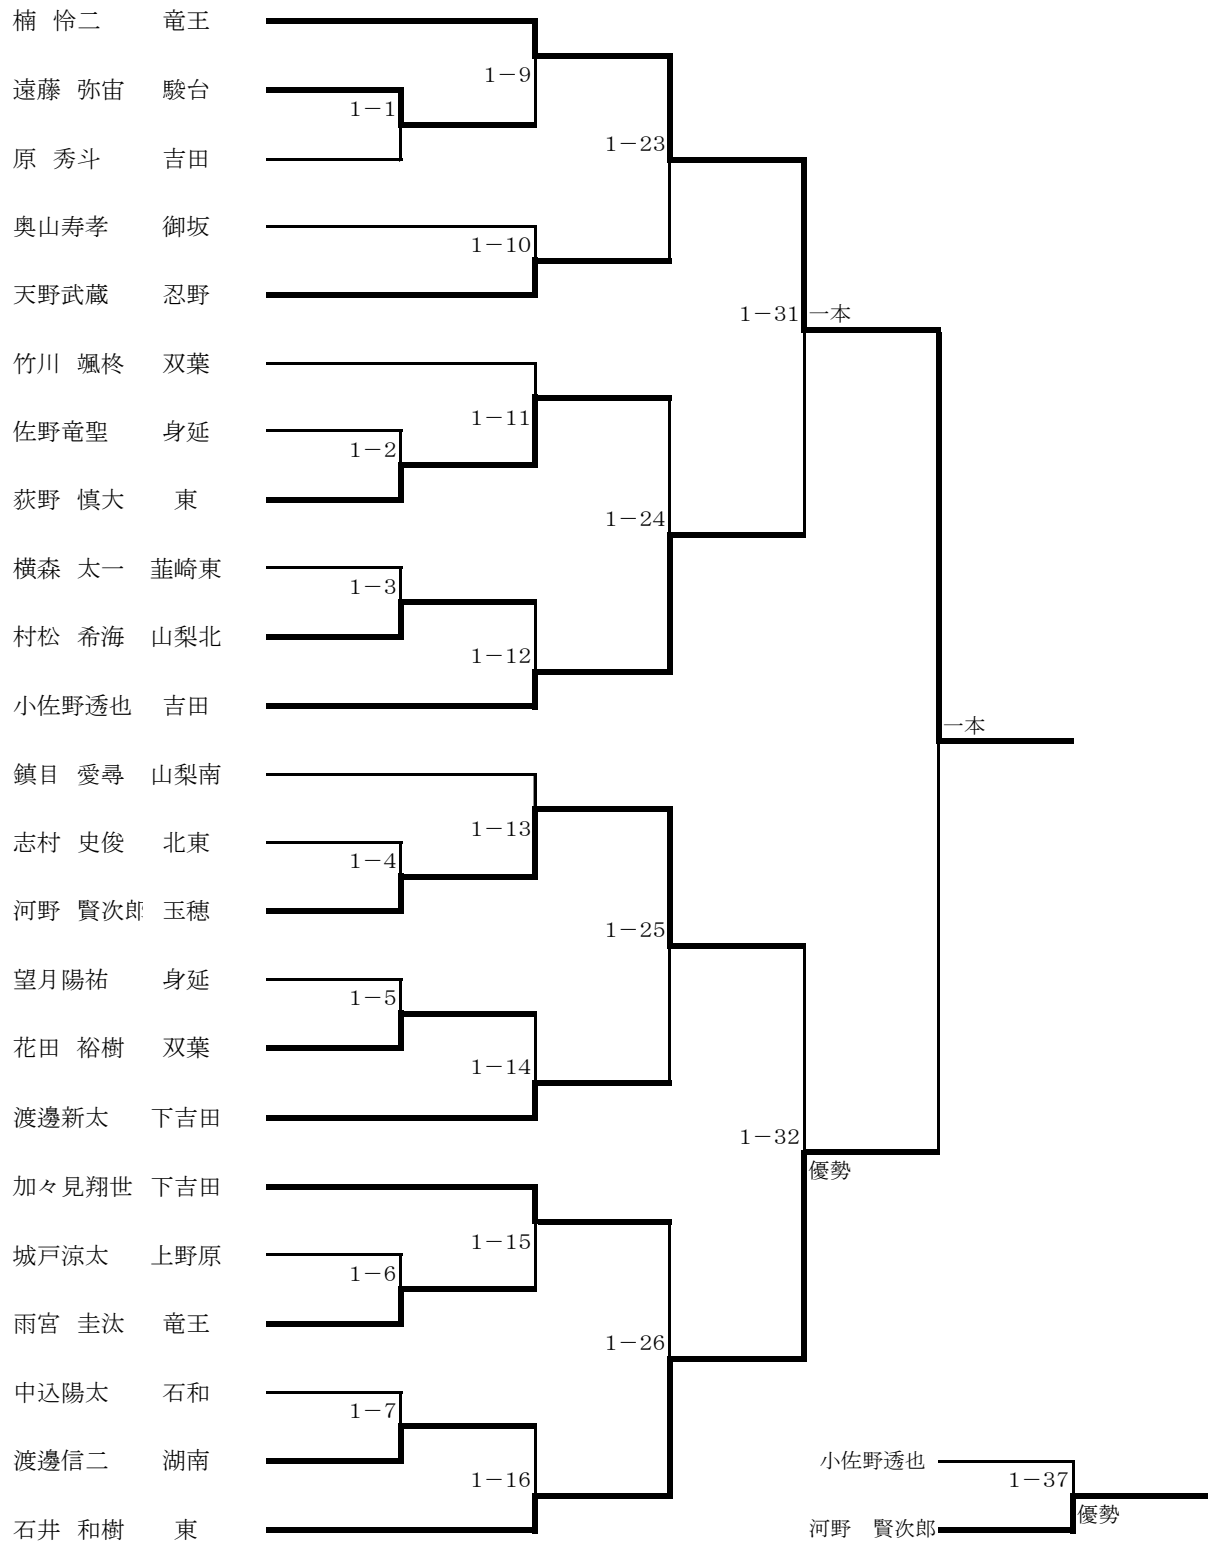 楠 怜二 竜王
1−9
遠藤 弥宙 駿台
1−1
1−23
原 秀斗 吉田
奥山寿孝 御坂
1−10
天野武蔵 忍野
1−31 一本
竹川 颯柊 双葉
1−11
佐野竜聖 身延
1−2
荻野 慎大 東
1−24
横森 太一 韮崎東
1−3
村松 希海 山梨北
1−12
小佐野透也 吉田
一本
鎮目 愛尋 山梨南
1−13
志村 史俊 北東
1−4
河野 賢次郎 玉穂
1−25
望月陽祐 身延
1−5
花田 裕樹 双葉
1−14
渡邊新太 下吉田
1−32
優勢
加々見翔世 下吉田
1−15
城戸涼太 上野原
1−6
雨宮 圭汰 竜王
1−26
中込陽太 石和
1−7
渡邊信二 湖南
小佐野透也
1−16
1−37
優勢
石井 和樹 東
河野 賢次郎